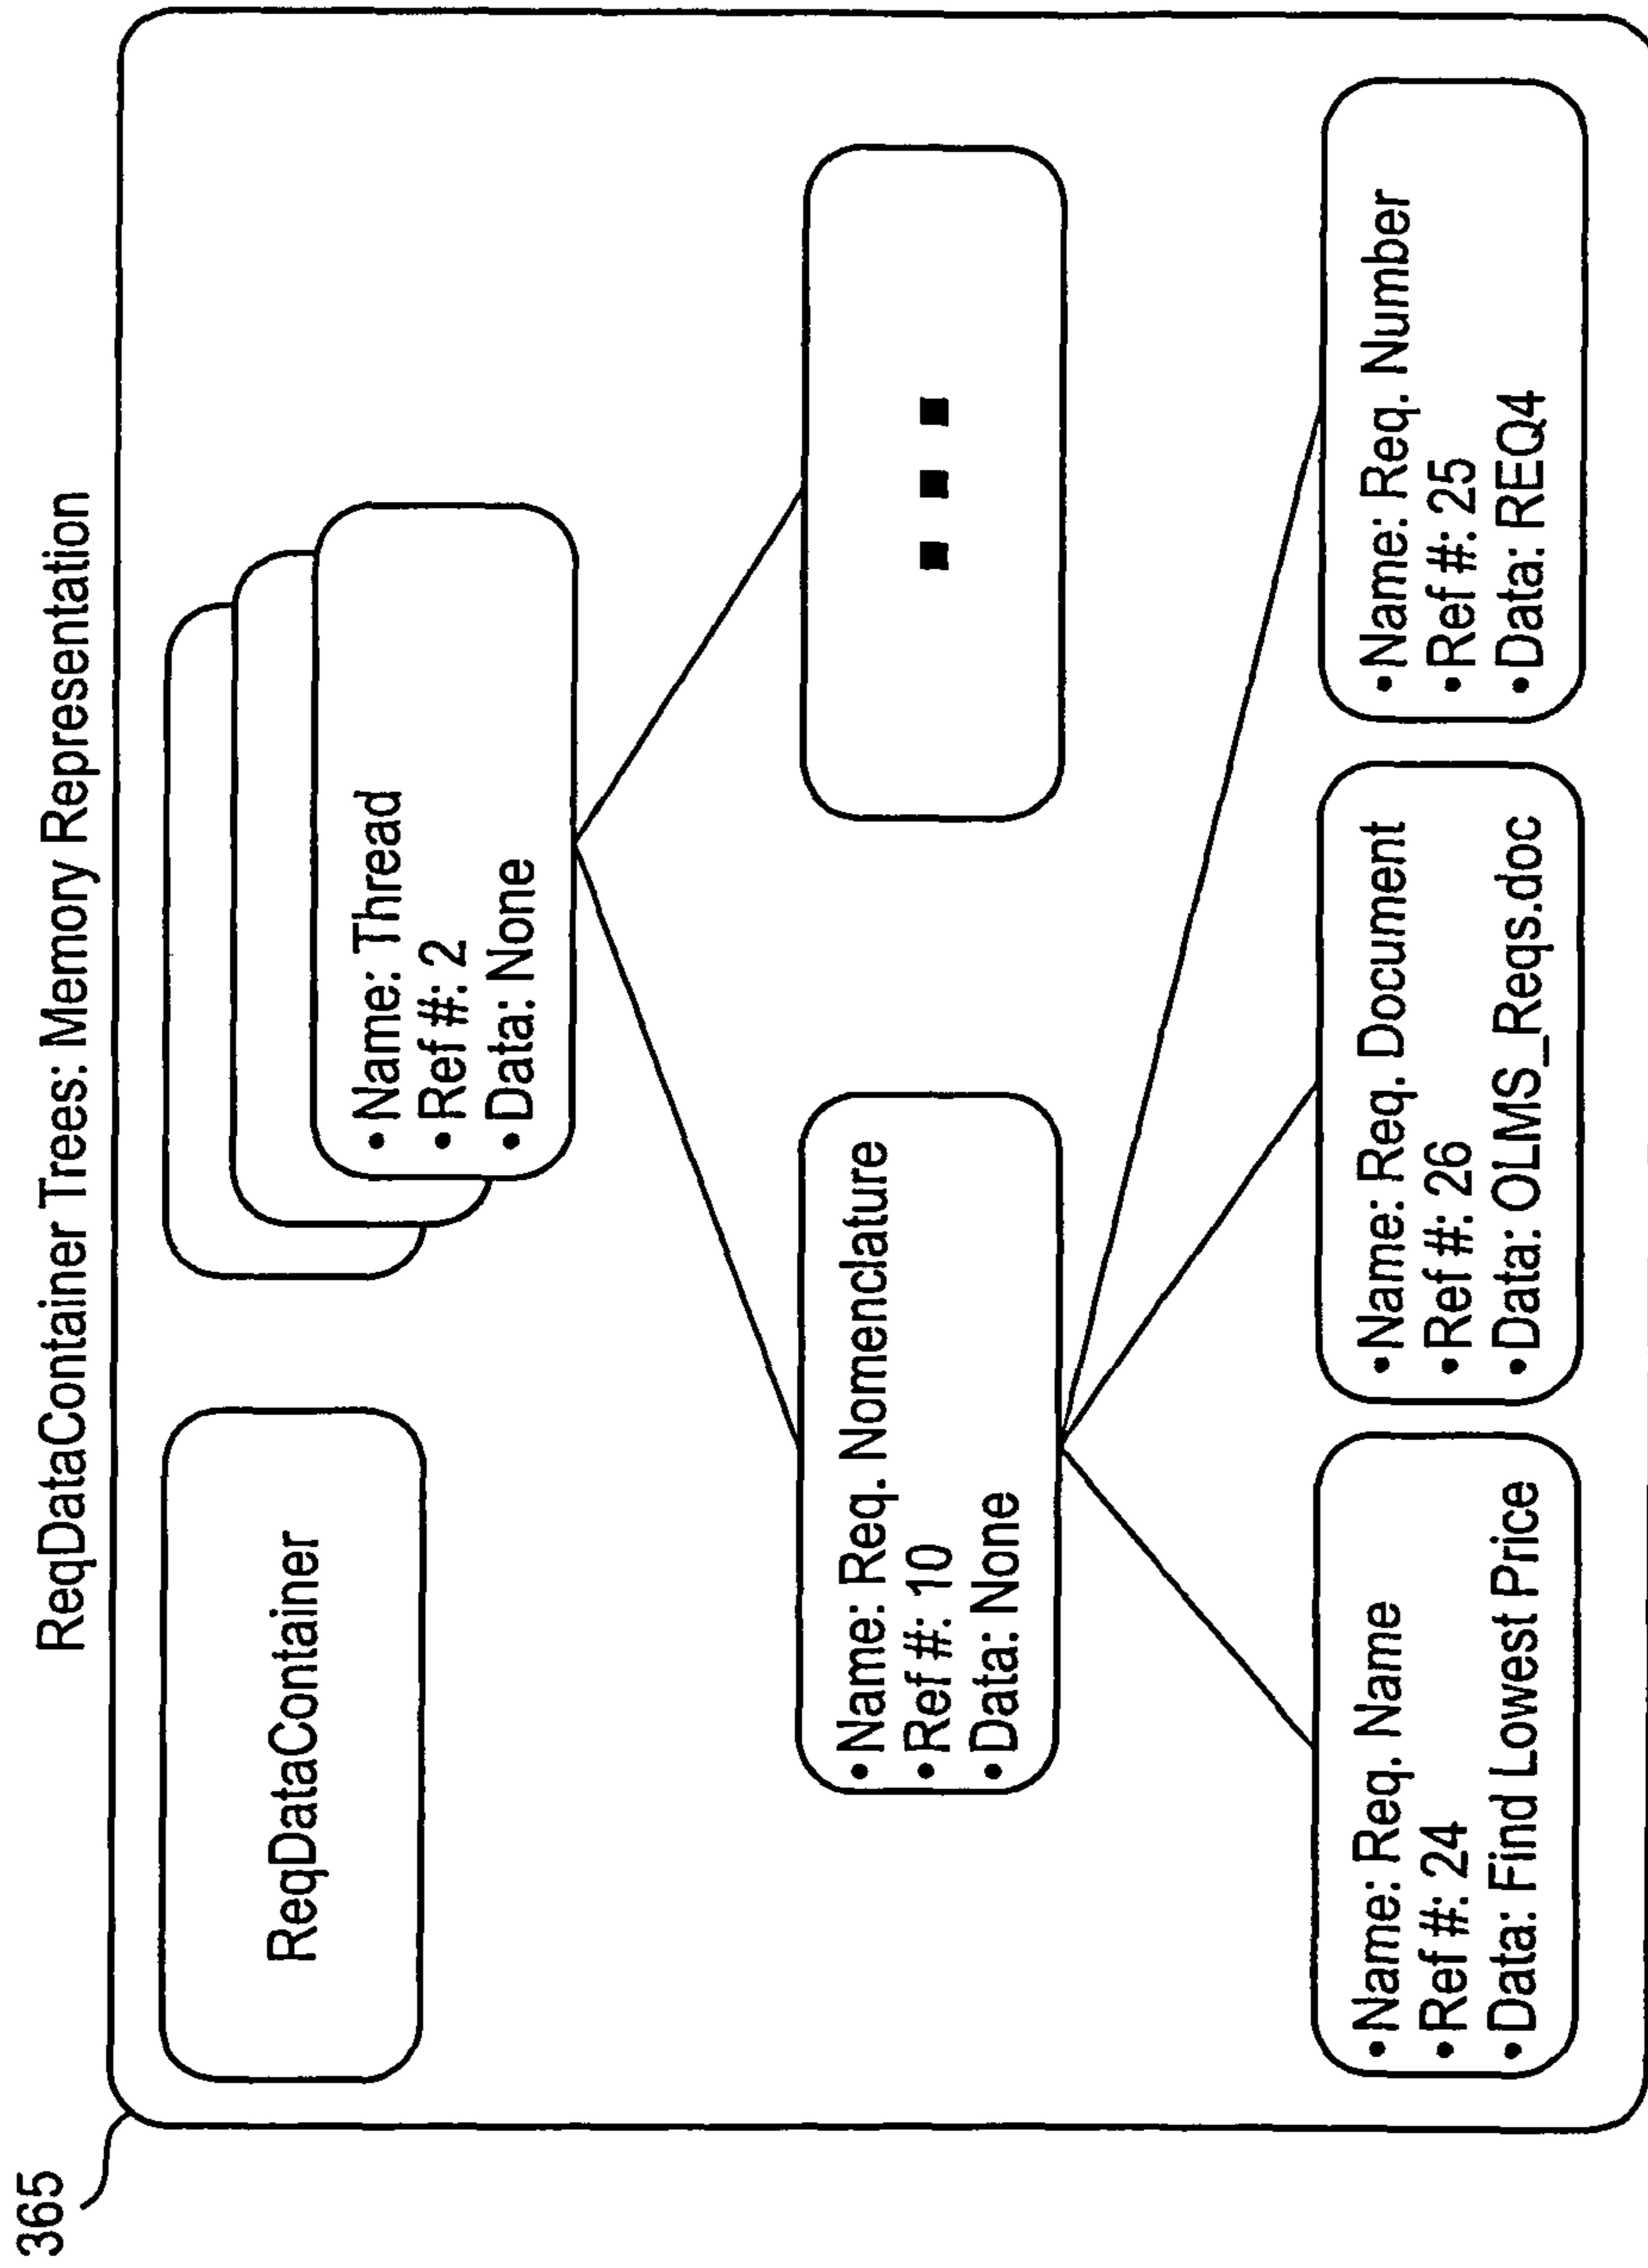 365
ReqDataContainer Trees: Memory Representation
ReqDataContainer
•Name: Thread
•Ref #: 2
•Data: None
•Name: Req. Nomenclature
•Ref #: 10
•Data: None
•Name: Req. Name
•Ref #: 24
•Data: Find Lowest Price
•Name: Req. Document
•Ref #: 26
•Data: OLMS_Reqs.doc
•Name: Req. Number
•Ref #: 25
•Data: REQ4